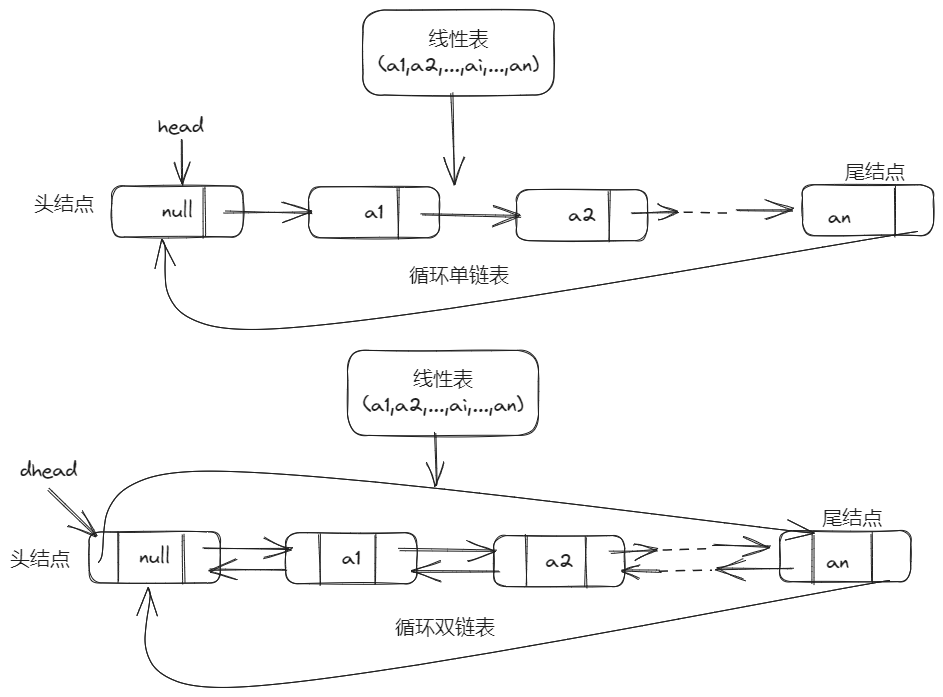 线性表
(a1,a2,...,ai,...,an)
head
头结点
null
a1
a2
尾结点
an
循环单链表
线性表
(a1,a2,...,ai,...,an)
dhead
头结点
null
a1
a2
尾结点
an
循环双链表